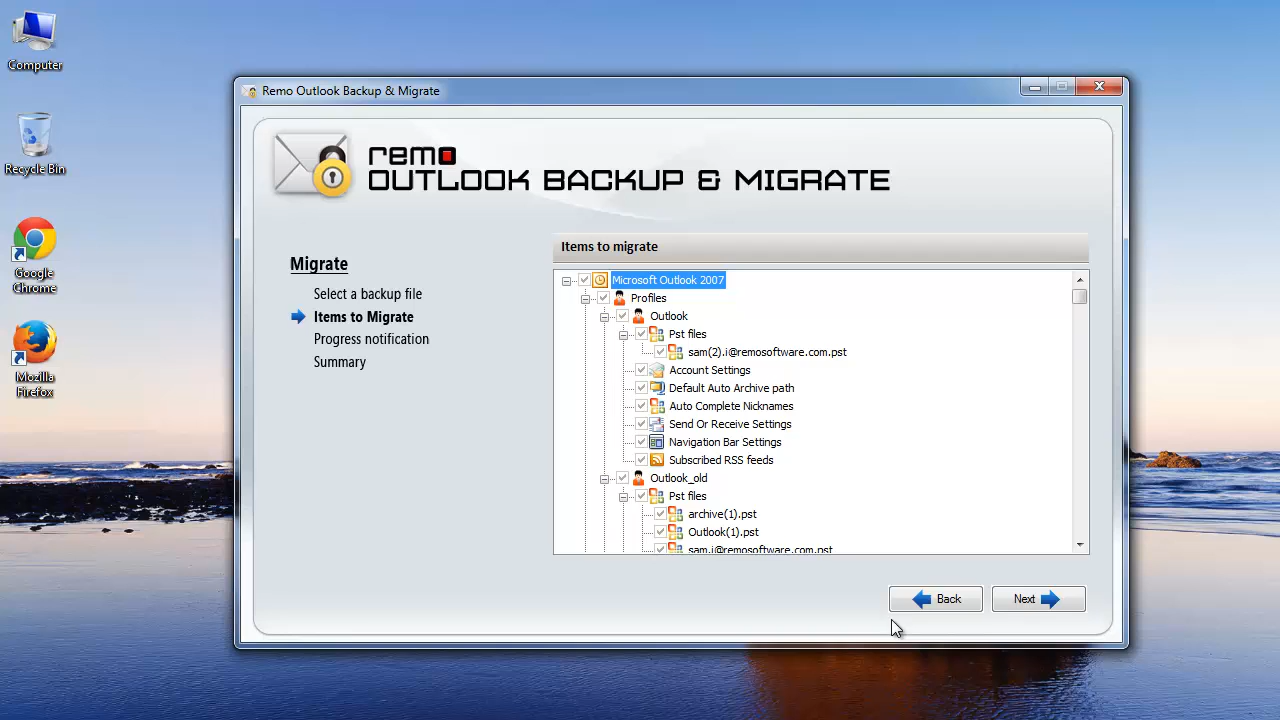 Computer
Recycle Bin
Google
Chrome
Mozilla
Firefox
Remo Outlook Backup & Migrate
remo
OUTLOOK BACKUP & MIGRATE
Migrate
Select a backup file
Items to Migrate
Progress notification
Summary
Items to migrate
Microsoft Outlook 2007
Profiles
Outlook
Pst files
sam(2).i@remosoftware.com.pst
Account Settings
Default Auto Archive path
Auto Complete Nicknames
Send Or Receive Settings
Navigation Bar Settings
Subscribed RSS feeds
Outlook_old
Pst files
archive(1).pst
Outlook(1).pst
sam.i@remosoftware.com.pst
Back
Next